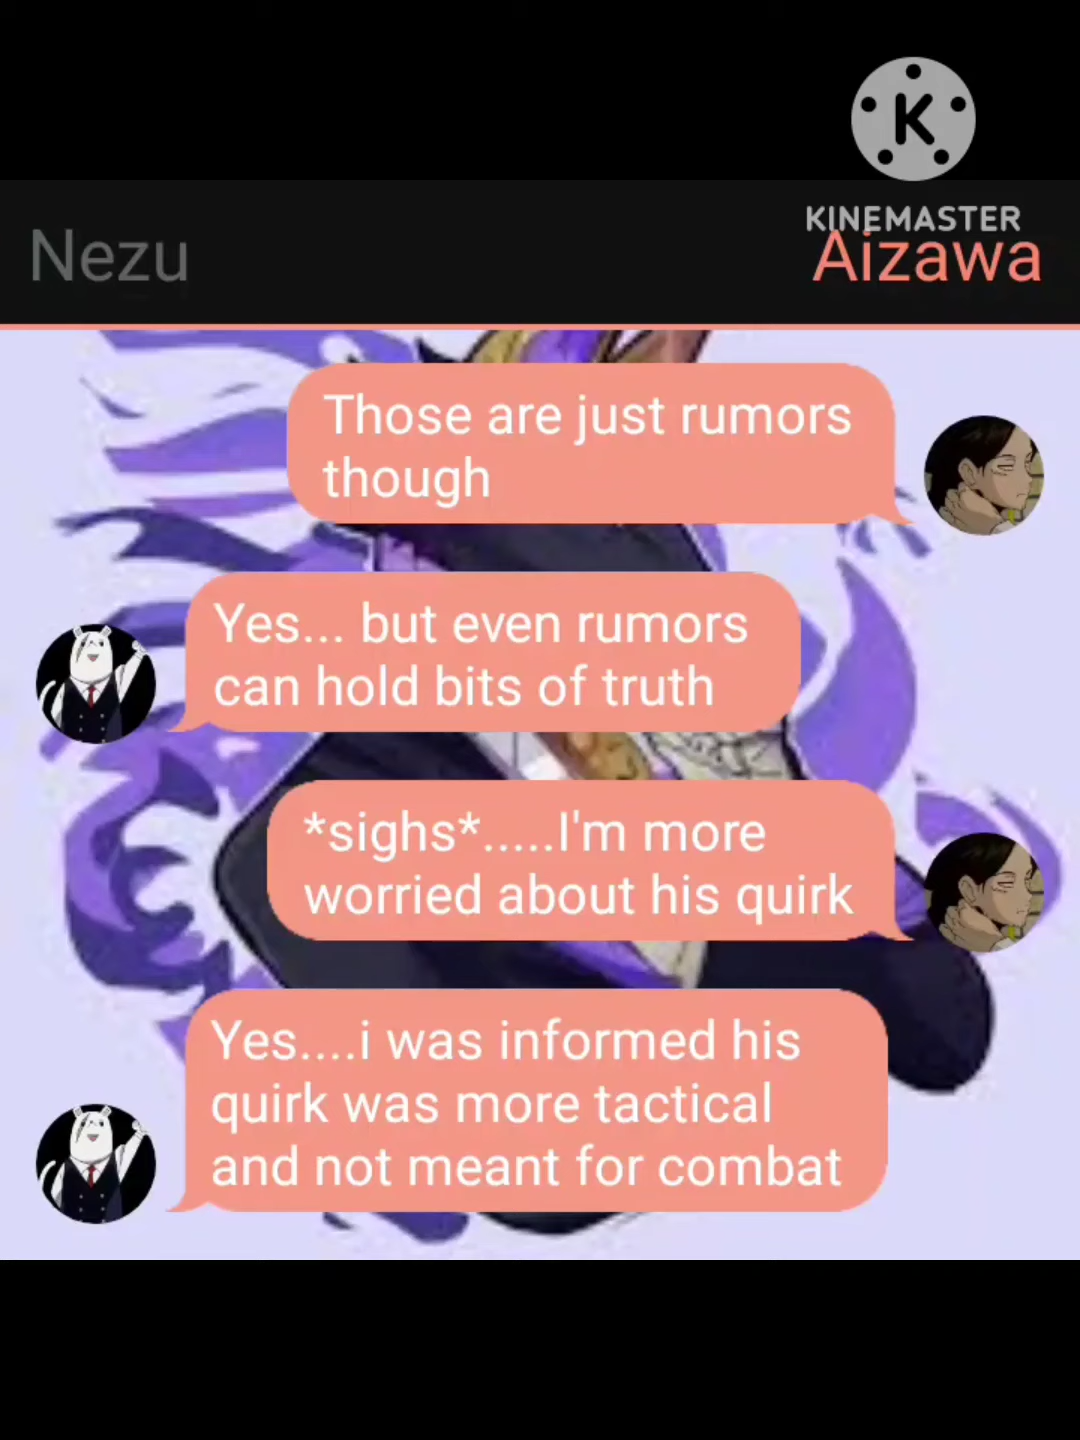 K
KINEMASTER
Nezu
Aizawa
Those are just rumors
though
Yes... but even rumors
can hold bits of truth
*sighs*.....I'm more
worried about his quirk
Yes....i was informed his
quirk was more tactical
and not meant for combat